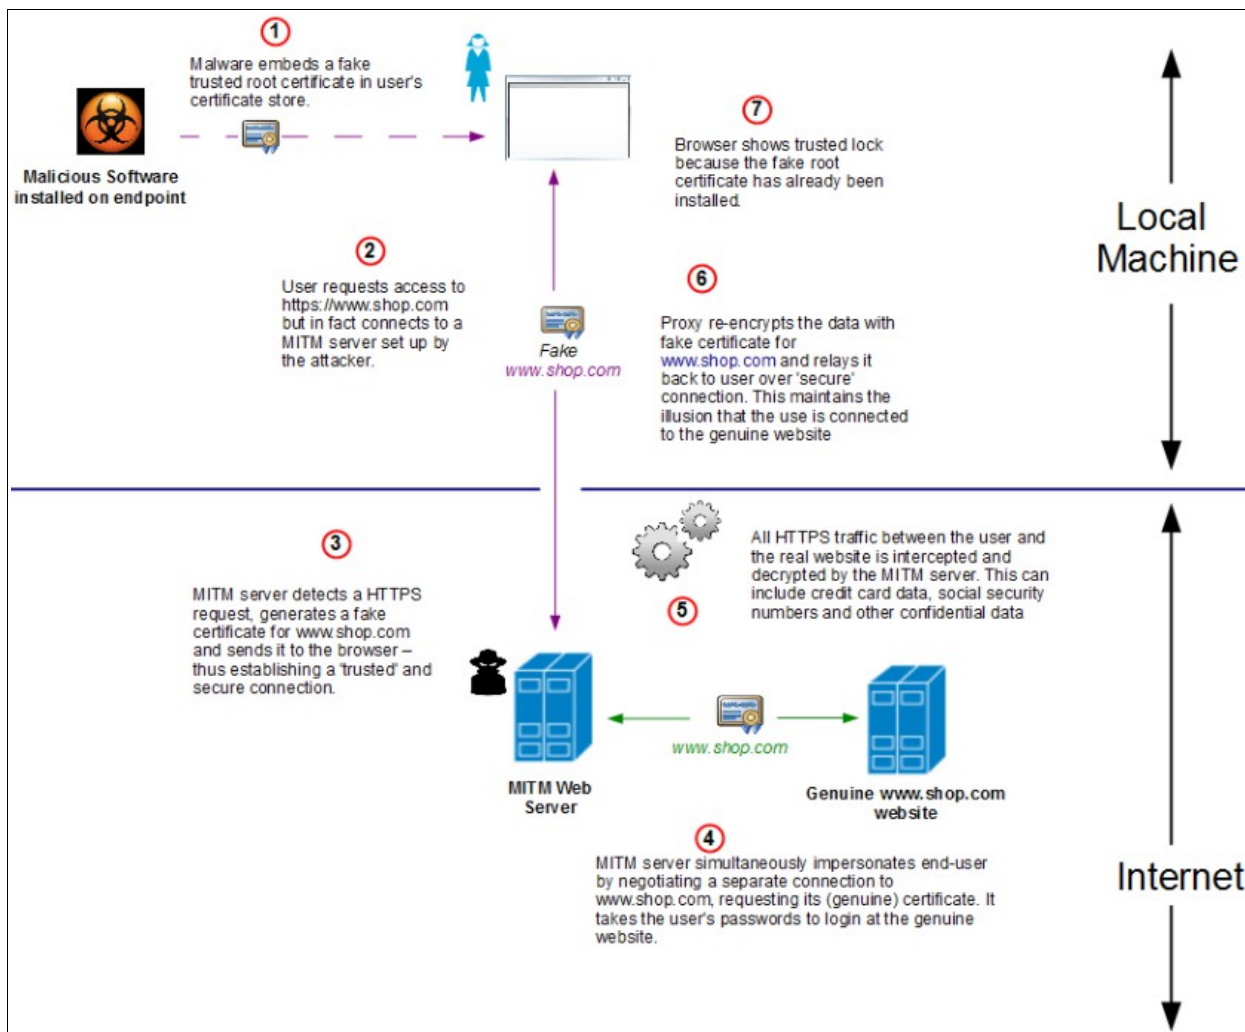 1
Malware embeds a fake
trusted root certificate in user's
certificate store.
Malicious Software
installed on endpoint
7
Browser shows trusted lock
because the fake root
certificate has already been
installed.
Local
Machine
2
User requests access to
https://www.shop.com
but in fact connects to a
MITM server set up by
the attacker.
Fake
www.shop.com
6
Proxy re-encrypts the data with
fake certificate for
www.shop.com and relays it
back to user over 'secure'
connection. This maintains the
illusion that the use is connected
to the genuine website
3
MITM server detects a HTTPS
request, generates a fake
certificate for www.shop.com
and sends it to the browser –
thus establishing a 'trusted' and
secure connection.
All HTTPS traffic between the user and
the real website is intercepted and
decrypted by the MITM server. This can
include credit card data, social security
numbers and other confidential data
5
www.shop.com
MITM Web
Server
Genuine www.shop.com
website
4
MITM server simultaneously impersonates end-user
by negotiating a separate connection to
www.shop.com, requesting its (genuine) certificate. It
takes the user's passwords to login at the genuine
website.
Internet